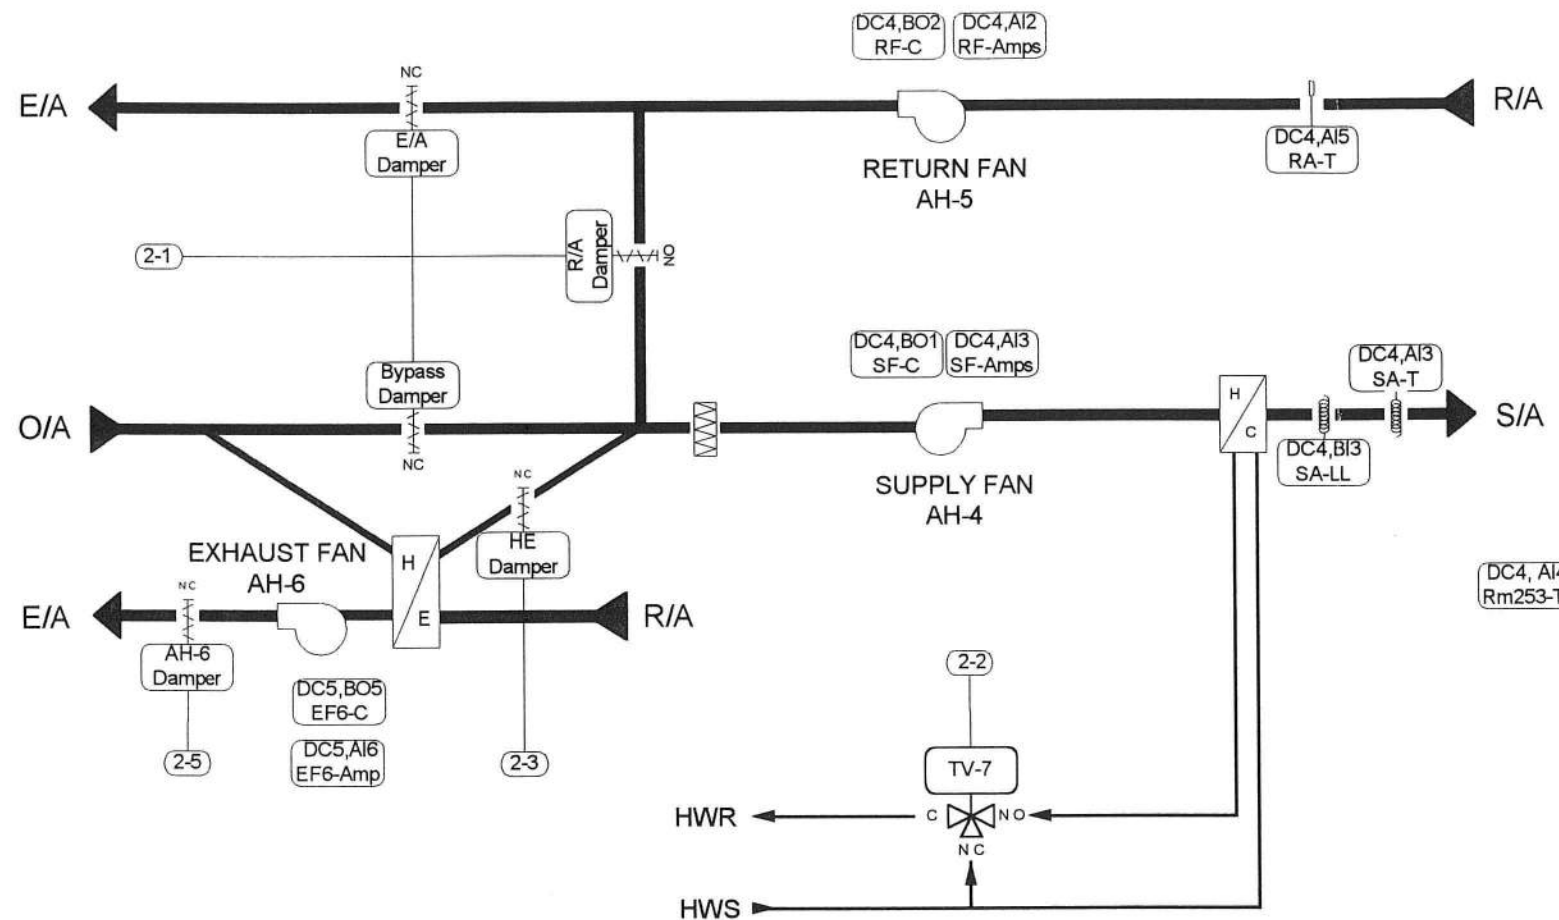 DC4,BO2
RF-C
DC4,AI2
RF-Amps
NC
E/A
R/A
E/A
Damper
DC4,AI5
RA-T
RETURN FAN
AH-5
R/A
Damper
NO
2-1
DC4,BO1
SF-C
DC4,AI3
SF-Amps
DC4,AI3
SA-T
Bypass
Damper
H
C
O/A
S/A
NC
DC4,BI3
SA-LL
NC
SUPPLY FAN
AH-4
EXHAUST FAN
AH-6
H
E
HE
Damper
NC
E/A
R/A
DC4, AI4
Rm253-T
AH-6
Damper
2-2
DC5,BO5
EF6-C
2-5
DC5,AI6
EF6-Amp
2-3
TV-7
HWR
C
NO
NC
HWS